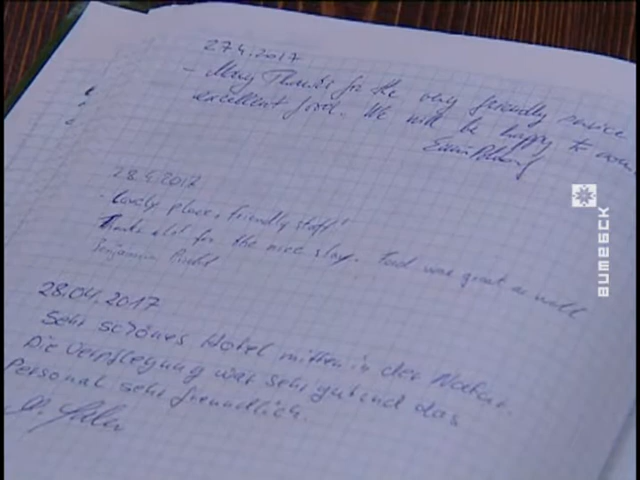 27.4.2017
- Many Thanks for the very friendly service
excellent food. We will be happy to
28.4.2017
- Lovely place, friendly staff!
Thanks a lot for the nice stay. Food was great as well
Benjamin
28.04.2017
Sehr schönes Hotel mitten in der Natur.
Die Verpflegung war sehr gut und das
Personal sehr freundlich.
витебск